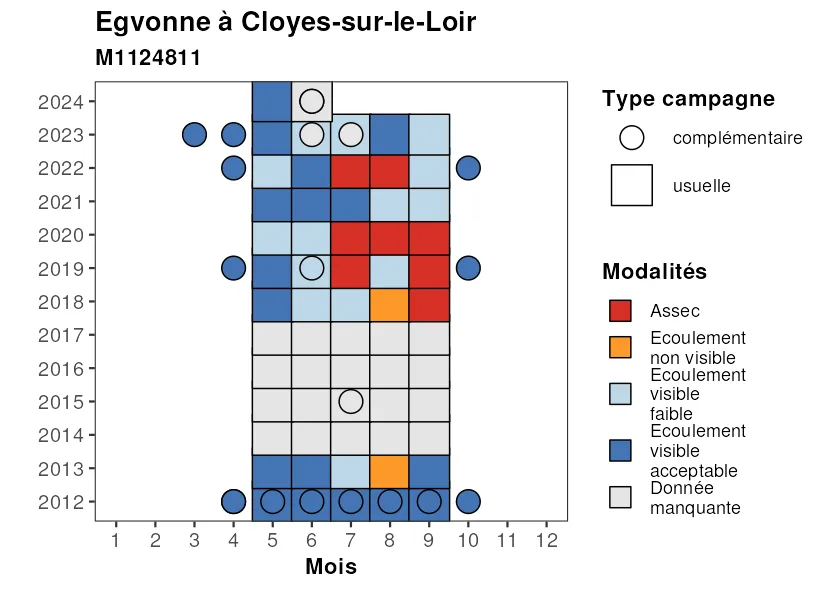 Egvonne à Cloyes-sur-le-Loir
M1124811
2024
2023
2022
2021
2020
2019
2018
2017
2016
2015
2014
2013
2012
1 2 3 4 5 6 7 8 9 10 11 12
Mois
Type campagne
complémentaire
usuelle
Modalités
Assec
Ecoulement
non visible
Ecoulement
visible
faible
Ecoulement
visible
acceptable
Donnée
manquante